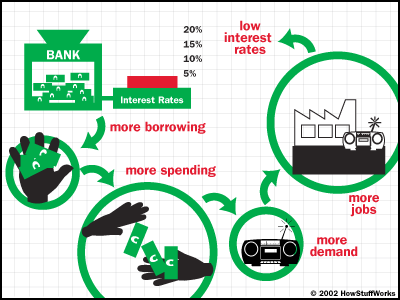 20%
15%
10%
5%
BANK
Interest Rates
low
interest
rates
more borrowing
more spending
more
demand
more
jobs
© 2002 HowStuffWorks